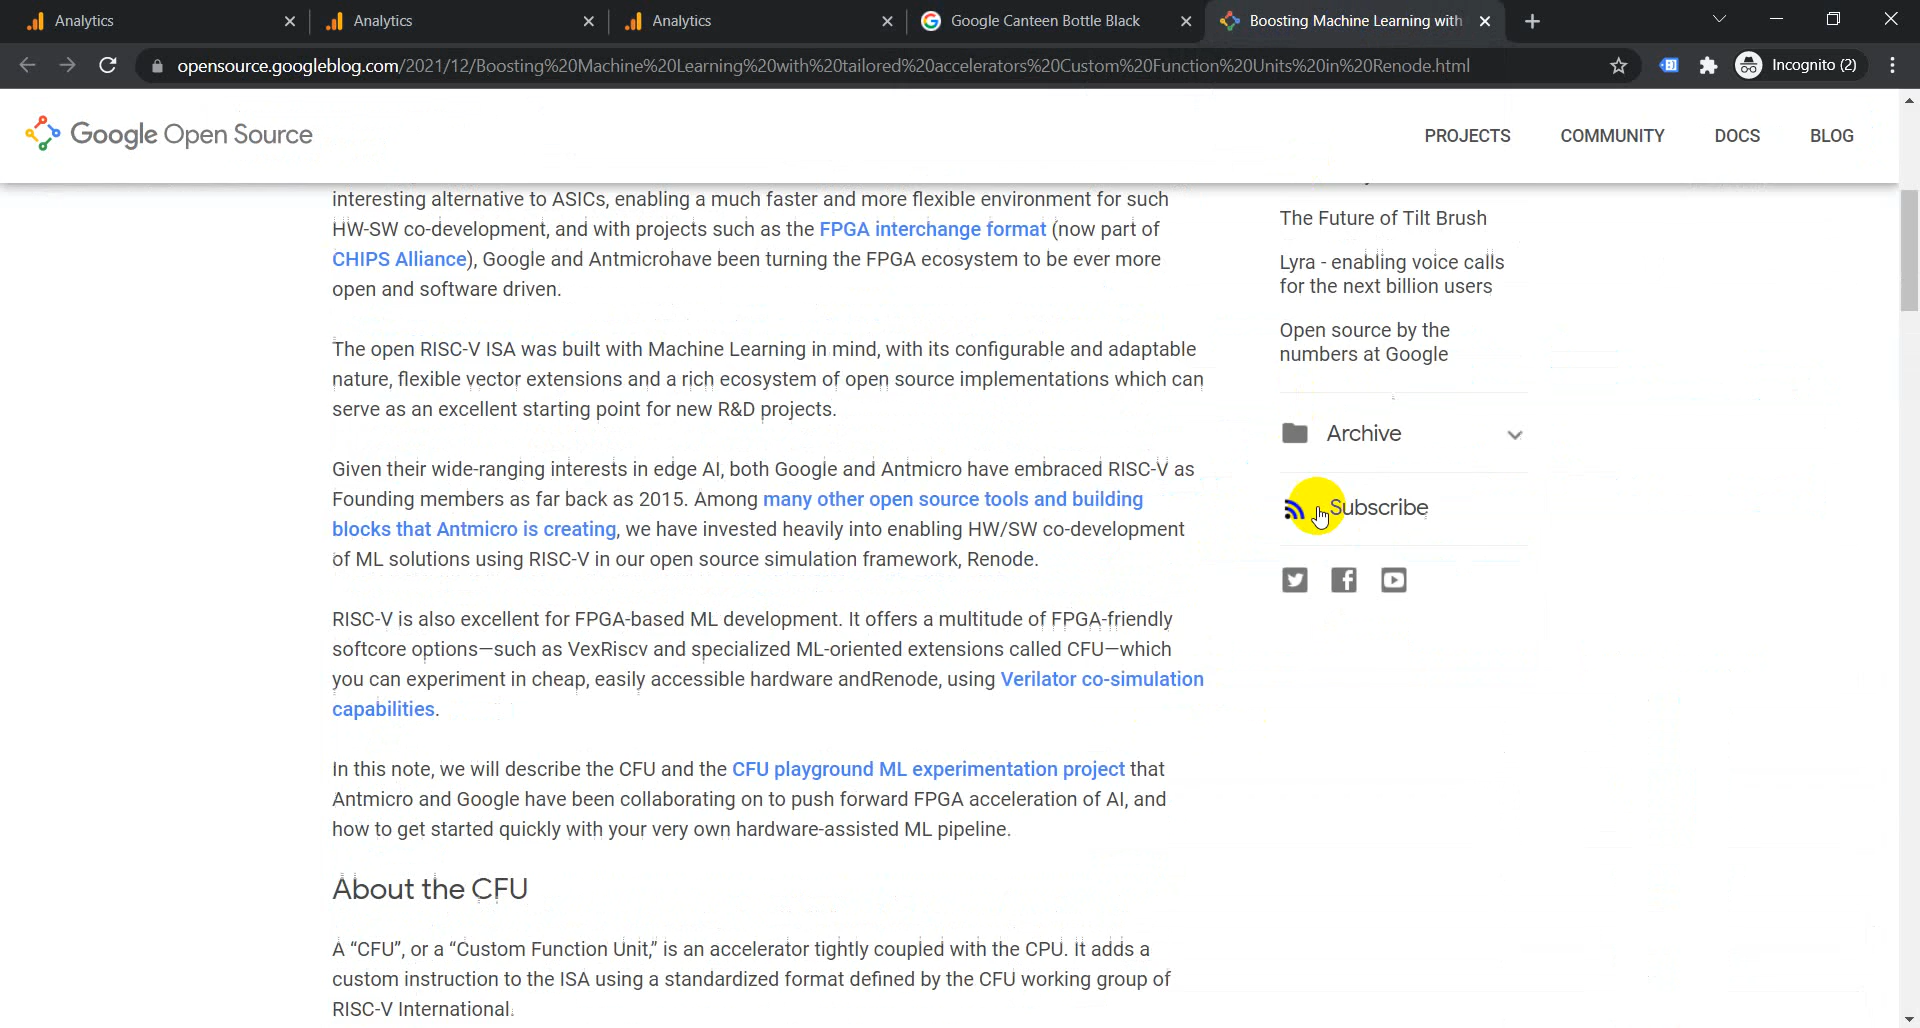 Analytics
Analytics
Analytics
Google Canteen Bottle Black
Boosting Machine Learning with
opensource.googleblog.com/2021/12/Boosting%20Machine%20Learning%20with%20tailored%20accelerators%20Custom%20Function%20Units%20in%20Renode.html
Incognito (2)
Google Open Source
PROJECTS
COMMUNITY
DOCS
BLOG
interesting alternative to ASICs, enabling a much faster and more flexible environment for such
HW-SW co-development, and with projects such as the FPGA interchange format (now part of
CHIPS Alliance), Google and Antmicrohave been turning the FPGA ecosystem to be ever more
open and software driven.
The open RISC-V ISA was built with Machine Learning in mind, with its configurable and adaptable
nature, flexible vector extensions and a rich ecosystem of open source implementations which can
serve as an excellent starting point for new R&D projects.
Given their wide-ranging interests in edge AI, both Google and Antmicro have embraced RISC-V as
Founding members as far back as 2015. Among many other open source tools and building
blocks that Antmicro is creating, we have invested heavily into enabling HW/SW co-development
of ML solutions using RISC-V in our open source simulation framework, Renode.
RISC-V is also excellent for FPGA-based ML development. It offers a multitude of FPGA-friendly
softcore options—such as VexRiscv and specialized ML-oriented extensions called CFU—which
you can experiment in cheap, easily accessible hardware andRenode, using Verilator co-simulation
capabilities.
In this note, we will describe the CFU and the CFU playground ML experimentation project that
Antmicro and Google have been collaborating on to push forward FPGA acceleration of AI, and
how to get started quickly with your very own hardware-assisted ML pipeline.
About the CFU
A “CFU”, or a “Custom Function Unit,” is an accelerator tightly coupled with the CPU. It adds a
custom instruction to the ISA using a standardized format defined by the CFU working group of
RISC-V International.
The Future of Tilt Brush
Lyra - enabling voice calls
for the next billion users
Open source by the
numbers at Google
Archive
Subscribe